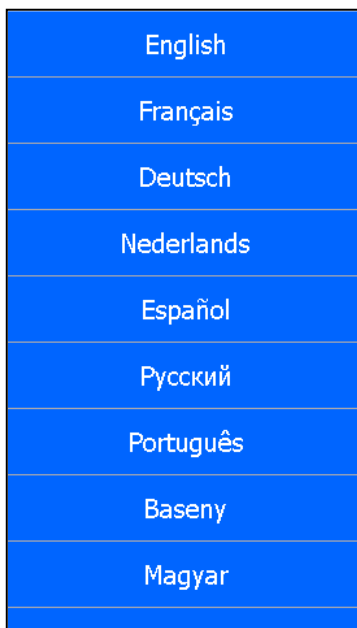 English
Français
Deutsch
Nederlands
Español
Русский
Português
Baseny
Magyar